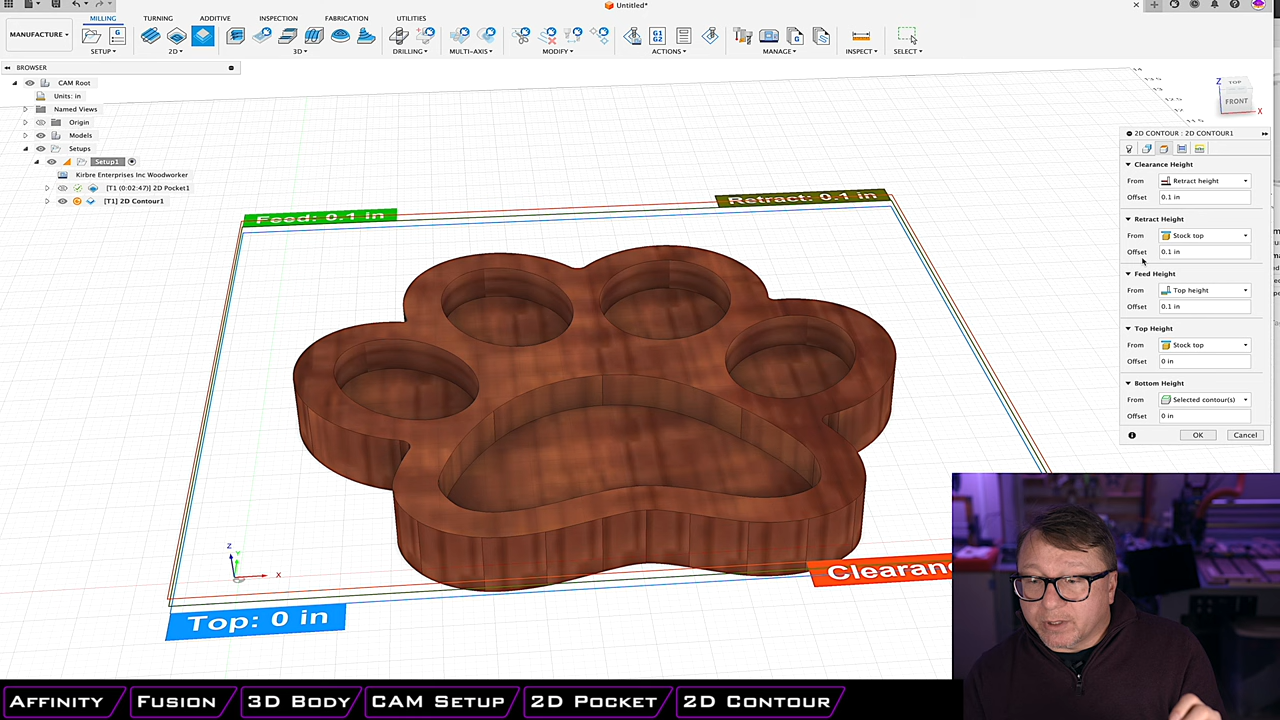 Untitled*
MANUFACTURE
MILLING TURNING ADDITIVE INSPECTION FABRICATION UTILITIES
SETUP 2D 3D DRILLING MULTI-AXIS MODIFY ACTIONS MANAGE INSPECT SELECT
G1
G2
BROWSER
CAM Root
Units: in
Named Views
Origin
Models
Setups
Setup1
Kirbre Enterprises Inc Woodworker
[T1 (0:02:47)] 2D Pocket1
[T1] 2D Contour1
Feed: 0.1 in
Retract: 0.1 in
Top: 0 in
Clearan
Z
Y
X
TOP
FRONT
Z
X
2D CONTOUR : 2D CONTOUR1
Clearance Height
From Retract height
0.1 in
Retract Height
From Stock top
Offset 0.1 in
Feed Height
From Top height
0.1 in
Top Height
From Stock top
Offset 0 in
Bottom Height
From Selected contour(s)
Offset 0 in
OK Cancel
AFFINITY FUSION 3D BODY CAM SETUP 2D POCKET 2D CONTOUR